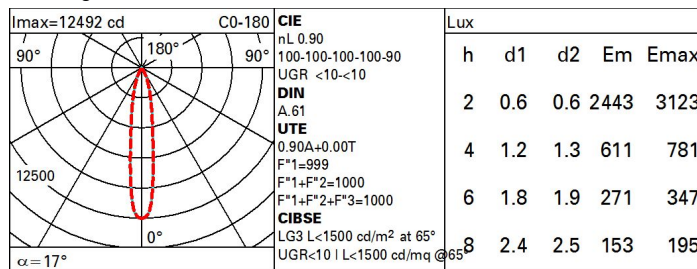 Imax=12492 cd C0-180
90° 180° 90°
12500
0°
α=17°
CIE
nL 0.90
100-100-100-100-90
UGR <10-<10
DIN
A.61
UTE
0.90A+0.00T
F"1=999
F"1+F"2=1000
F"1+F"2+F"3=1000
CIBSE
LG3 L<1500 cd/m² at 65°
UGR<10 | L<1500 cd/mq @65°
Lux
h d1 d2 Em Emax
2 0.6 0.6 2443 3123
4 1.2 1.3 611 781
6 1.8 1.9 271 347
8 2.4 2.5 153 195